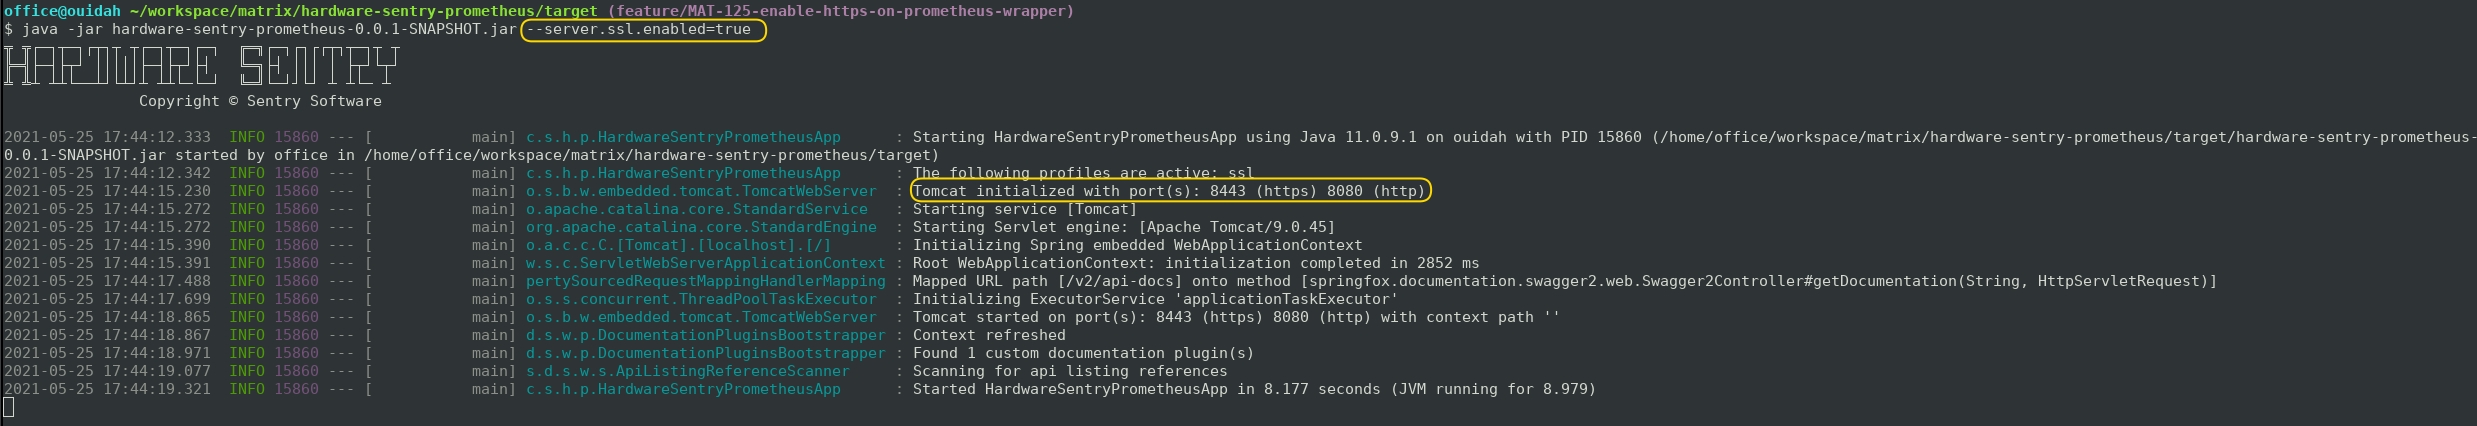 office@ouidah ~/workspace/matrix/hardware-sentry-prometheus/target (feature/MAT-125-enable-https-on-prometheus-wrapper)
$ java -jar hardware-sentry-prometheus-0.0.1-SNAPSHOT.jar --server.ssl.enabled=true
HARDWARE SENTRY
Copyright © Sentry Software
2021-05-25 17:44:12.333  INFO 15860 --- [           main] c.s.h.p.HardwareSentryPrometheusApp      : Starting HardwareSentryPrometheusApp using Java 11.0.9.1 on ouidah with PID 15860 (/home/office/workspace/matrix/hardware-sentry-prometheus/target/hardware-sentry-prometheus-
0.0.1-SNAPSHOT.jar started by office in /home/office/workspace/matrix/hardware-sentry-prometheus/target)
2021-05-25 17:44:12.342  INFO 15860 --- [           main] c.s.h.p.HardwareSentryPrometheusApp      : The following profiles are active: ssl
2021-05-25 17:44:15.230  INFO 15860 --- [           main] o.s.b.w.embedded.tomcat.TomcatWebServer  : Tomcat initialized with port(s): 8443 (https) 8080 (http)
2021-05-25 17:44:15.272  INFO 15860 --- [           main] o.apache.catalina.core.StandardService   : Starting service [Tomcat]
2021-05-25 17:44:15.272  INFO 15860 --- [           main] org.apache.catalina.core.StandardEngine  : Starting Servlet engine: [Apache Tomcat/9.0.45]
2021-05-25 17:44:15.390  INFO 15860 --- [           main] o.a.c.c.C.[Tomcat].[localhost].[/]       : Initializing Spring embedded WebApplicationContext
2021-05-25 17:44:15.391  INFO 15860 --- [           main] w.s.c.ServletWebServerApplicationContext : Root WebApplicationContext: initialization completed in 2852 ms
2021-05-25 17:44:17.488  INFO 15860 --- [           main] pertySourcedRequestMappingHandlerMapping : Mapped URL path [/v2/api-docs] onto method [springfox.documentation.swagger2.web.Swagger2Controller#getDocumentation(String, HttpServletRequest)]
2021-05-25 17:44:17.699  INFO 15860 --- [           main] o.s.s.concurrent.ThreadPoolTaskExecutor  : Initializing ExecutorService 'applicationTaskExecutor'
2021-05-25 17:44:18.865  INFO 15860 --- [           main] o.s.b.w.embedded.tomcat.TomcatWebServer  : Tomcat started on port(s): 8443 (https) 8080 (http) with context path ''
2021-05-25 17:44:18.867  INFO 15860 --- [           main] d.s.w.p.DocumentationPluginsBootstrapper : Context refreshed
2021-05-25 17:44:18.971  INFO 15860 --- [           main] d.s.w.p.DocumentationPluginsBootstrapper : Found 1 custom documentation plugin(s)
2021-05-25 17:44:19.077  INFO 15860 --- [           main] s.d.s.w.s.ApiListingReferenceScanner     : Scanning for api listing references
2021-05-25 17:44:19.321  INFO 15860 --- [           main] c.s.h.p.HardwareSentryPrometheusApp      : Started HardwareSentryPrometheusApp in 8.177 seconds (JVM running for 8.979)